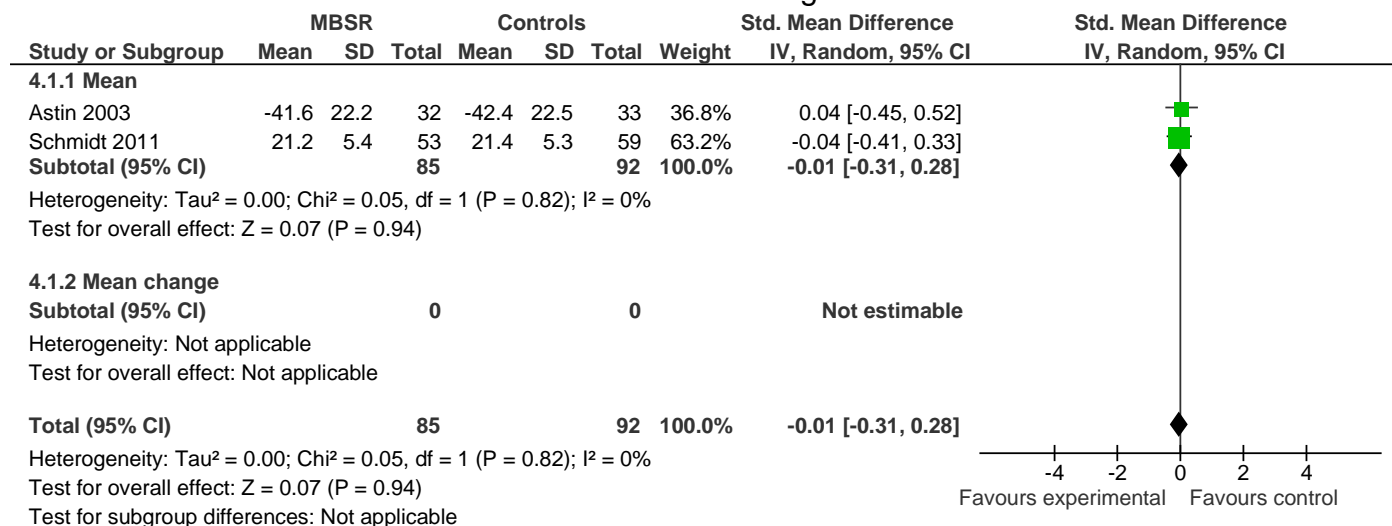 MBSR Controls Std. Mean Difference Std. Mean Difference
Study or Subgroup Mean SD Total Mean SD Total Weight IV, Random, 95% CI IV, Random, 95% CI
4.1.1 Mean
Astin 2003 -41.6 22.2 32 -42.4 22.5 33 36.8% 0.04 [-0.45, 0.52]
Schmidt 2011 21.2 5.4 53 21.4 5.3 59 63.2% -0.04 [-0.41, 0.33]
Subtotal (95% CI) 85 92 100.0% -0.01 [-0.31, 0.28]
Heterogeneity: Tau² = 0.00; Chi² = 0.05, df = 1 (P = 0.82); I² = 0%
Test for overall effect: Z = 0.07 (P = 0.94)
4.1.2 Mean change
Subtotal (95% CI) 0 0 Not estimable
Heterogeneity: Not applicable
Test for overall effect: Not applicable
Total (95% CI) 85 92 100.0% -0.01 [-0.31, 0.28]
Heterogeneity: Tau² = 0.00; Chi² = 0.05, df = 1 (P = 0.82); I² = 0%
Test for overall effect: Z = 0.07 (P = 0.94)
Test for subgroup differences: Not applicable
-4 -2 0 2 4
Favours experimental Favours control